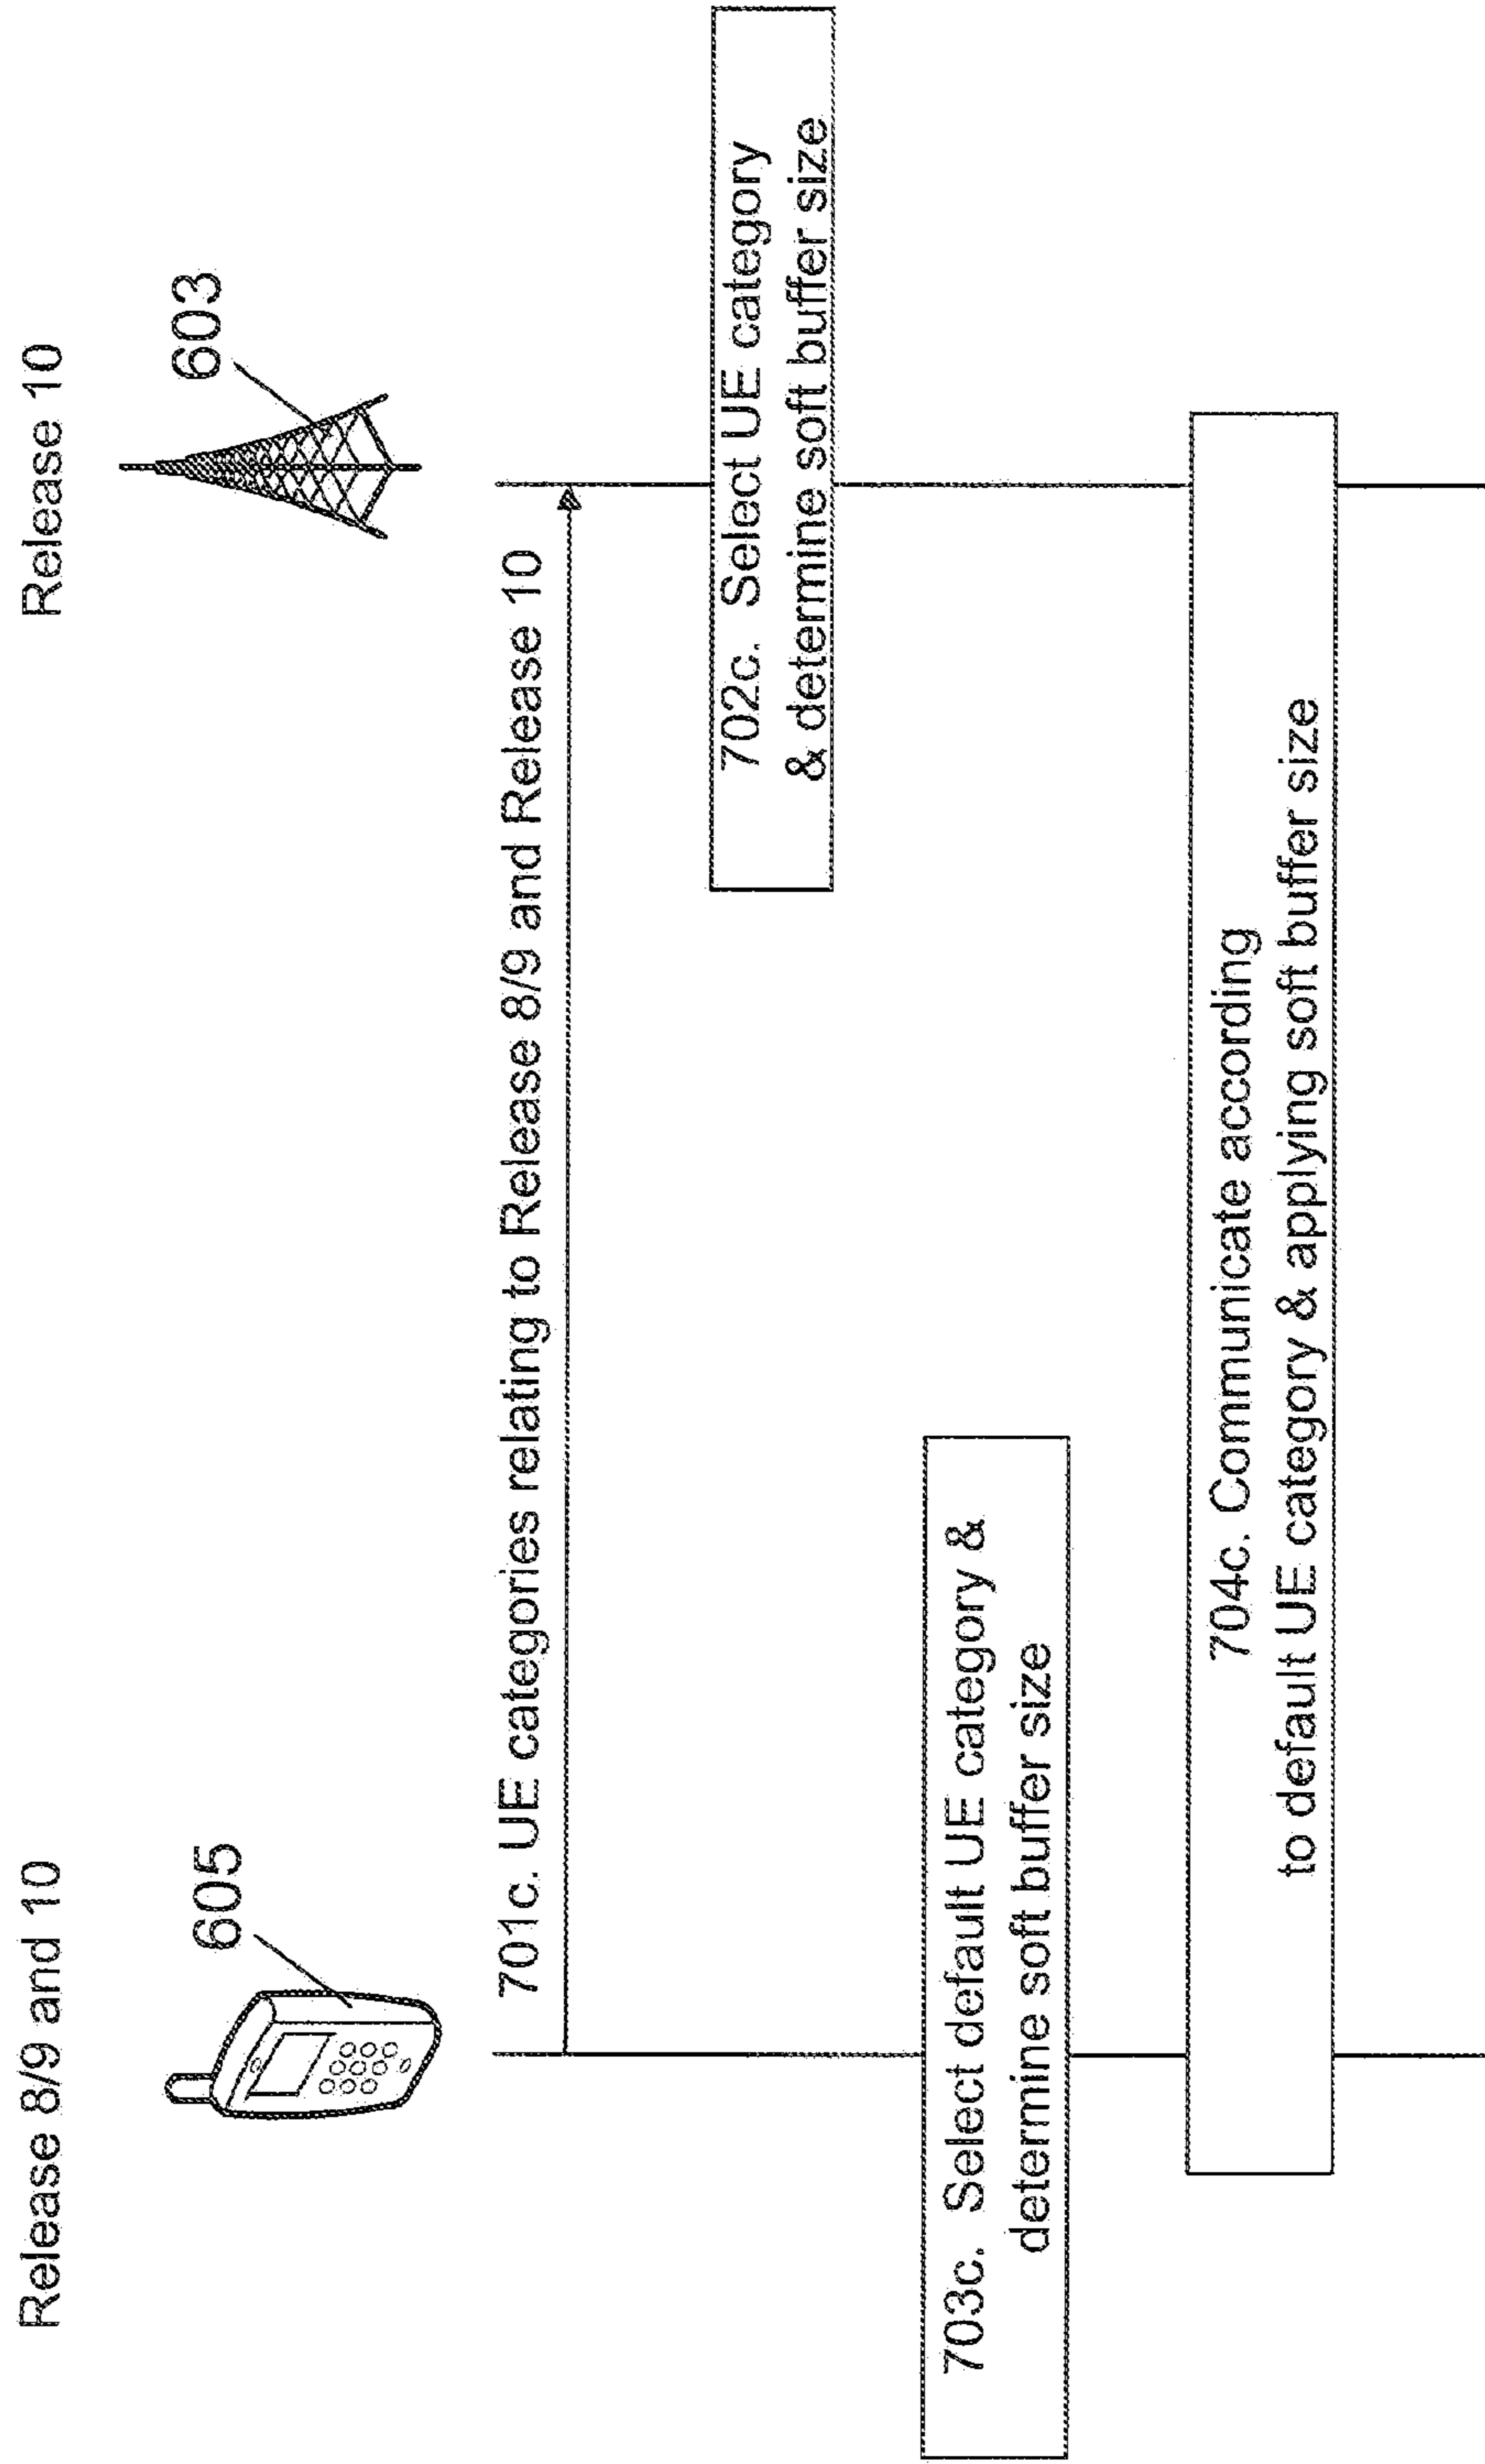 Release 8/9 and 10
Release 10
605
603
701c. UE categories relating to Release 8/9 and Release 10
702c. Select UE category
& determine soft buffer size
703c. Select default UE category &
determine soft buffer size
704c. Communicate according
to default UE category & applying soft buffer size